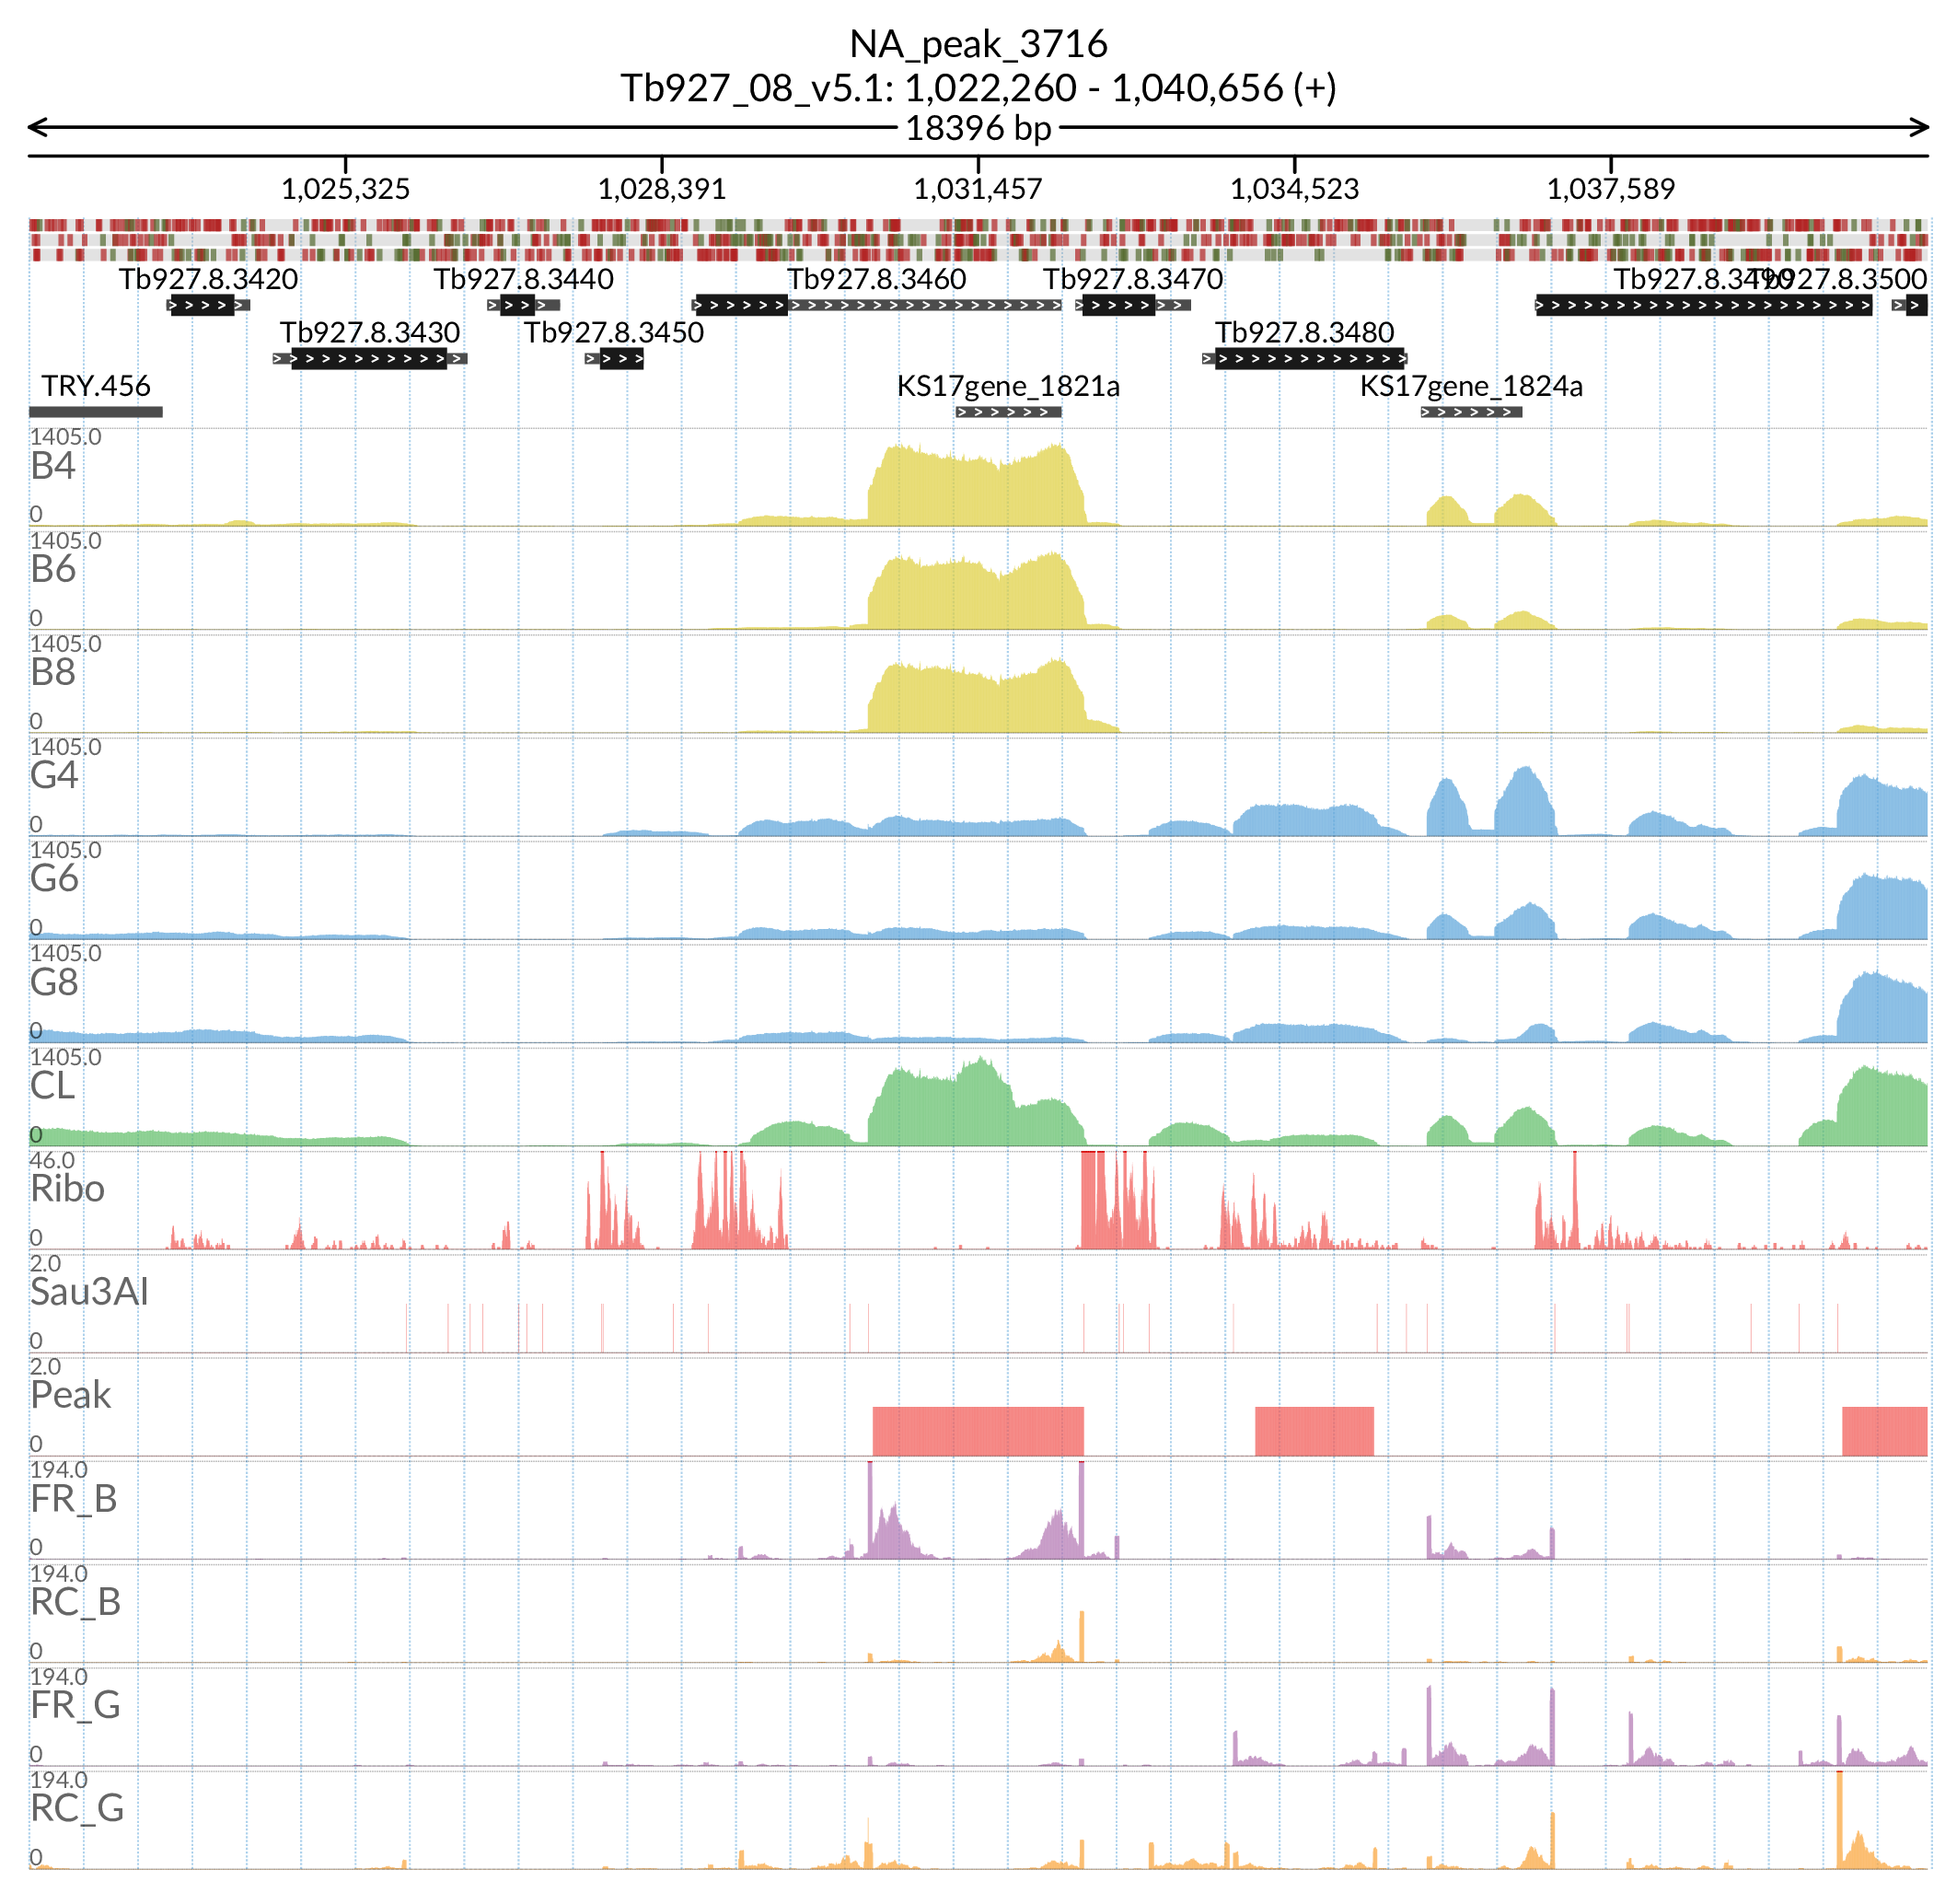 NA_peak_3716
Tb927_08_v5.1: 1,022,260 - 1,040,656 (+)
18396 bp
1,025,325 1,028,391 1,031,457 1,034,523 1,037,589
Tb927.8.3420 Tb927.8.3440 Tb927.8.3460 Tb927.8.3470 Tb927.8.3490 Tb927.8.3500
Tb927.8.3430 Tb927.8.3450 Tb927.8.3480
TRY.456 KS17gene_1821a KS17gene_1824a
1405.0
B4
0
1405.0
B6
0
1405.0
B8
0
1405.0
G4
0
1405.0
G6
0
1405.0
G8
0
1405.0
CL
0
46.0
Ribo
0
2.0
Sau3AI
0
2.0
Peak
0
194.0
FR_B
0
194.0
RC_B
0
194.0
FR_G
0
194.0
RC_G
0